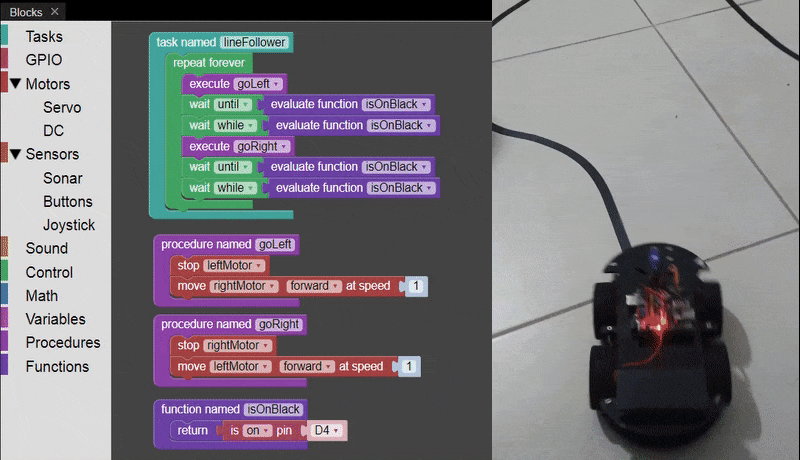 Blocks ×
Tasks
GPIO
Motors
Servo
DC
Sensors
Sonar
Buttons
Joystick
Sound
Control
Math
Variables
Procedures
Functions
task named lineFollower
repeat forever
execute goLeft
wait until evaluate function isOnBlack
wait while evaluate function isOnBlack
execute goRight
wait until evaluate function isOnBlack
wait while evaluate function isOnBlack
procedure named goLeft
stop leftMotor
move rightMotor forward at speed 1
procedure named goRight
stop rightMotor
move leftMotor forward at speed 1
function named isOnBlack
return is on pin D4